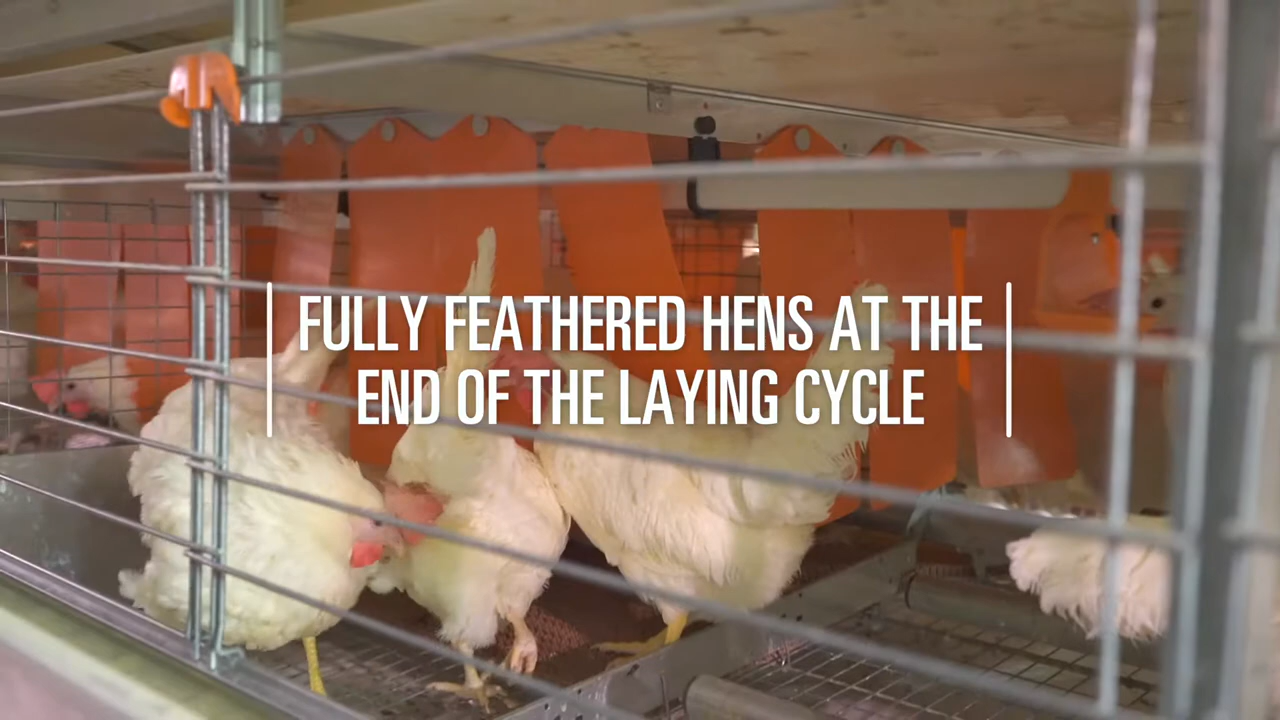 FULLY FEATHERED HENS AT THE
END OF THE LAYING CYCLE